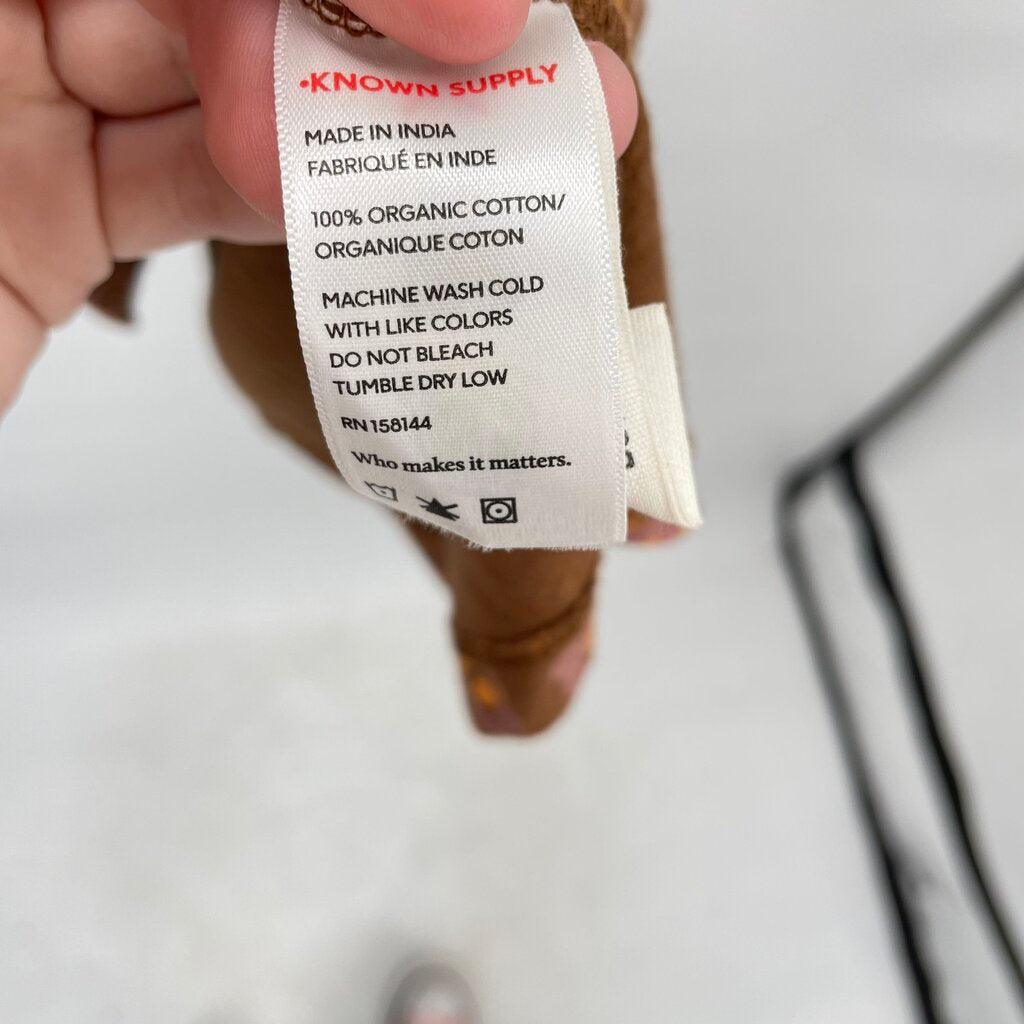 •KNOWN SUPPLY
MADE IN INDIA
FABRIQUÉ EN INDE
100% ORGANIC COTTON/
ORGANIQUE COTON
MACHINE WASH COLD
WITH LIKE COLORS
DO NOT BLEACH
TUMBLE DRY LOW
RN 158144
Who makes it matters.